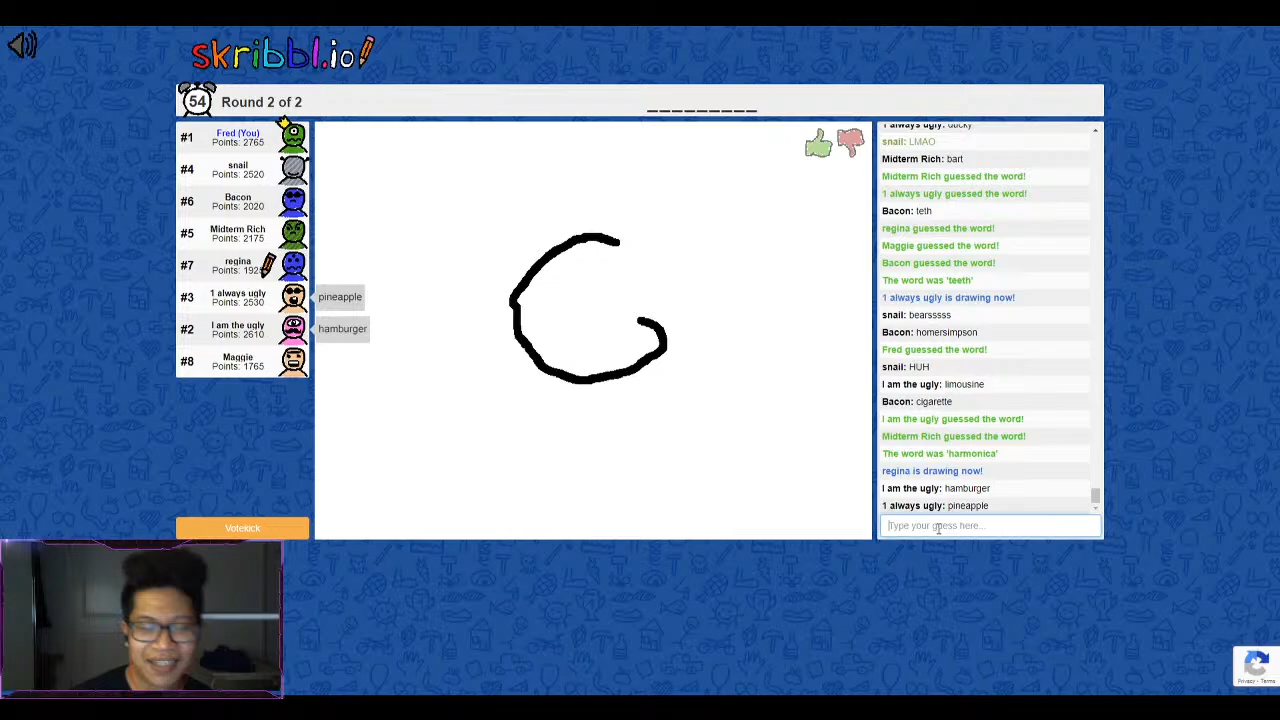 skribbl.io
54
Round 2 of 2
_________
#1
Fred (You)
Points: 2765
#4
snail
Points: 2520
#6
Bacon
Points: 2020
#5
Midterm Rich
Points: 2175
#7
regina
#3
1 always ugly
Points: 2530
pineapple
#2
I am the ugly
Points: 2610
hamburger
#8
Maggie
Points: 1765
Votekick
1 always ugly: ducky
snail: LMAO
Midterm Rich: bart
Midterm Rich guessed the word!
1 always ugly guessed the word!
Bacon: teth
regina guessed the word!
Maggie guessed the word!
Bacon guessed the word!
The word was 'teeth'
1 always ugly is drawing now!
snail: bearsssss
Bacon: homersimpson
Fred guessed the word!
snail: HUH
I am the ugly: limousine
Bacon: cigarette
I am the ugly guessed the word!
Midterm Rich guessed the word!
The word was 'harmonica'
regina is drawing now!
I am the ugly: hamburger
1 always ugly: pineapple
Type your guess here...
Privacy - Terms